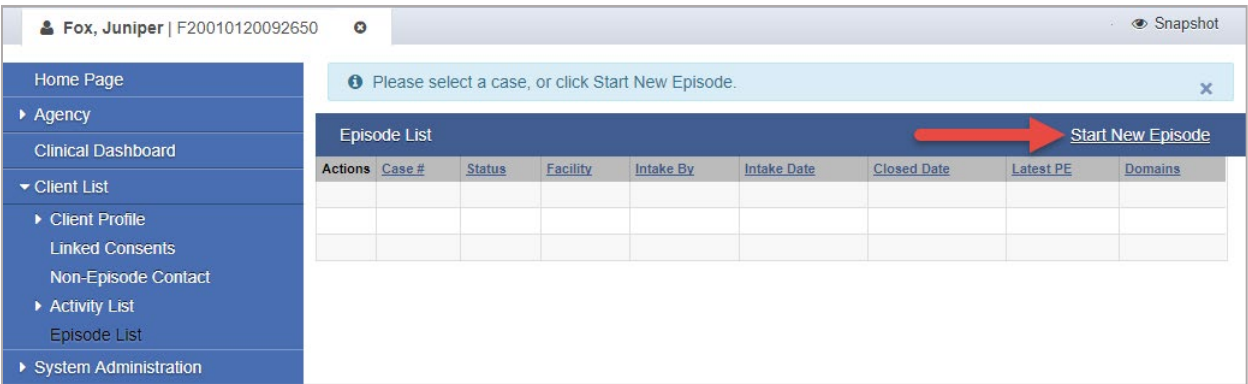 Fox, Juniper | F20010120092650
Snapshot
Home Page
Agency
Clinical Dashboard
Client List
Client Profile
Linked Consents
Non-Episode Contact
Activity List
Episode List
System Administration
Please select a case, or click Start New Episode.
Episode List Start New Episode
Actions Case # Status Facility Intake By Intake Date Closed Date Latest PE Domains